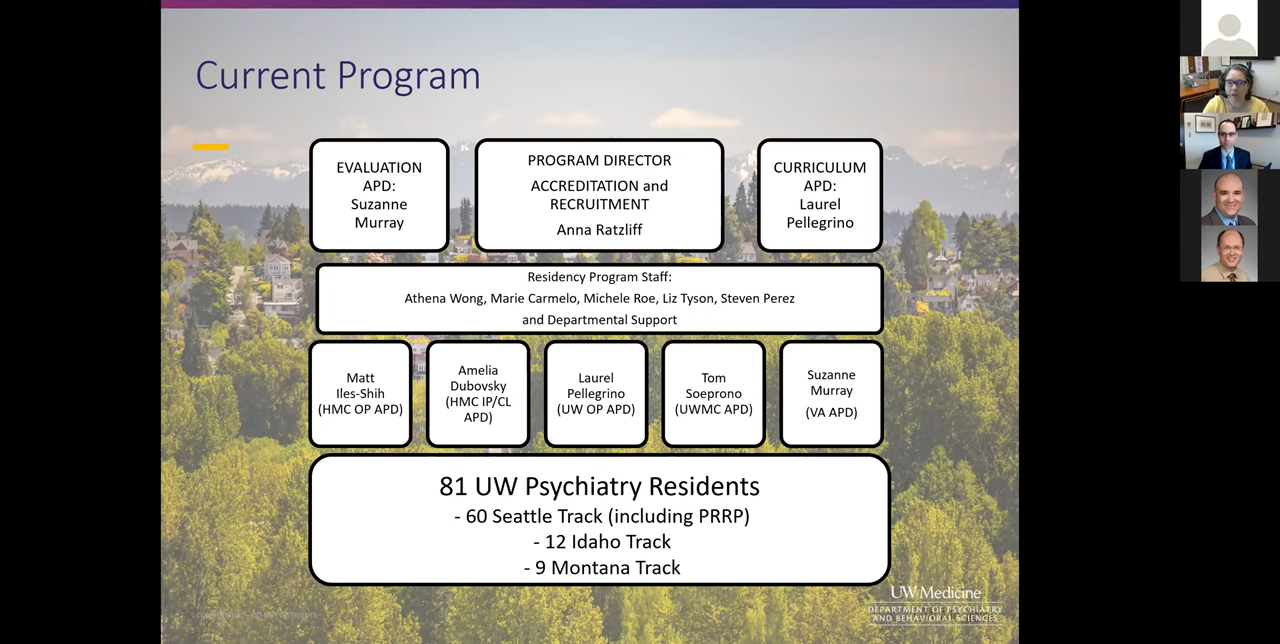 Current Program
EVALUATION
APD:
Suzanne
Murray
PROGRAM DIRECTOR
ACCREDITATION and
RECRUITMENT
Anna Ratzliff
CURRICULUM
APD:
Laurel
Pellegrino
Residency Program Staff:
Athena Wong, Marie Carmelo, Michele Roe, Liz Tyson, Steven Perez
and Departmental Support
Matt
Iles-Shih
(HMC OP APD)
Amelia
Dubovsky
(HMC IP/CL
APD)
Laurel
Pellegrino
(UW OP APD)
Tom
Soeprono
(UWMC APD)
Suzanne
Murray
(VA APD)
81 UW Psychiatry Residents
- 60 Seattle Track (including PRRP)
- 12 Idaho Track
- 9 Montana Track
UW Medicine
DEPARTMENT OF PSYCHIATRY
AND BEHAVIORAL SCIENCES